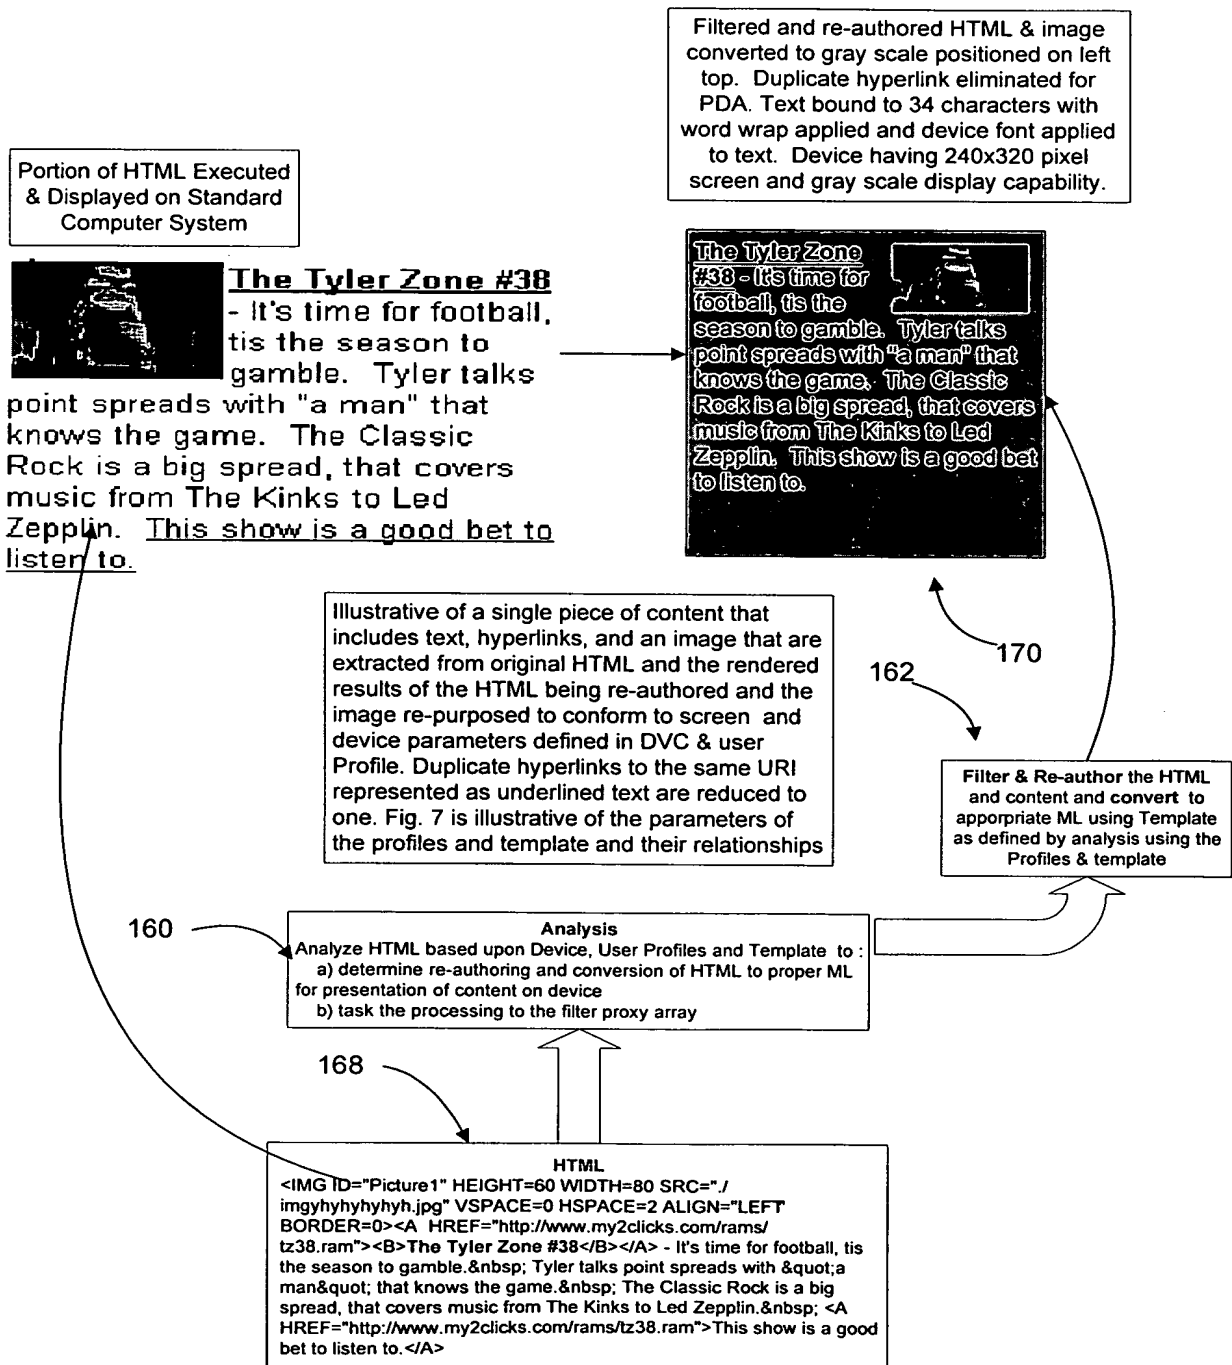 Filtered and re-authored HTML & image
converted to gray scale positioned on left
top. Duplicate hyperlink eliminated for
PDA. Text bound to 34 characters with
word wrap applied and device font applied
to text. Device having 240x320 pixel
screen and gray scale display capability.
Portion of HTML Executed
& Displayed on Standard
Computer System
The Tyler Zone #38
- It's time for football,
tis the season to
gamble. Tyler talks
point spreads with "a man" that
knows the game. The Classic
Rock is a big spread, that covers
music from The Kinks to Led
Zepplin. This show is a good bet to
listen to.
The Tyler Zone
#38 - It's time for
football, tis the
season to gamble. Tyler talks
point spreads with "a man" that
knows the game. The Classic
Rock is a big spread, that covers
music from The Kinks to Led
Zepplin. This show is a good bet
to listen to.
170
162
Illustrative of a single piece of content that
includes text, hyperlinks, and an image that are
extracted from original HTML and the rendered
results of the HTML being re-authored and the
image re-purposed to conform to screen and
device parameters defined in DVC & user
Profile. Duplicate hyperlinks to the same URI
represented as underlined text are reduced to
one. Fig. 7 is illustrative of the parameters of
the profiles and template and their relationships
Filter & Re-author the HTML
and content and convert to
apporpriate ML using Template
as defined by analysis using the
Profiles & template
160
Analysis
Analyze HTML based upon Device, User Profiles and Template to :
a) determine re-authoring and conversion of HTML to proper ML
for presentation of content on device
b) task the processing to the filter proxy array
168
HTML
<IMG ID="Picture1" HEIGHT=60 WIDTH=80 SRC="./
imgyhyhyhyhyh.jpg" VSPACE=0 HSPACE=2 ALIGN="LEFT"
BORDER=0><A HREF="http://www.my2clicks.com/rams/
tz38.ram"><B>The Tyler Zone #38</B></A> - It's time for football, tis
the season to gamble.&nbsp; Tyler talks point spreads with &quot;a
man&quot; that knows the game.&nbsp; The Classic Rock is a big
spread, that covers music from The Kinks to Led Zepplin.&nbsp; <A
HREF="http://www.my2clicks.com/rams/tz38.ram">This show is a good
bet to listen to.</A>